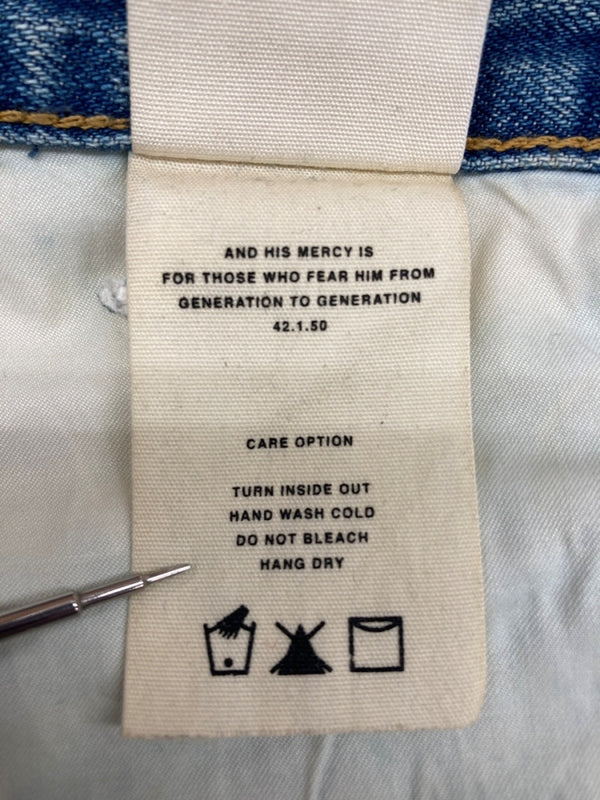 AND HIS MERCY IS
FOR THOSE WHO FEAR HIM FROM
GENERATION TO GENERATION
42.1.50
CARE OPTION
TURN INSIDE OUT
HAND WASH COLD
DO NOT BLEACH
HANG DRY